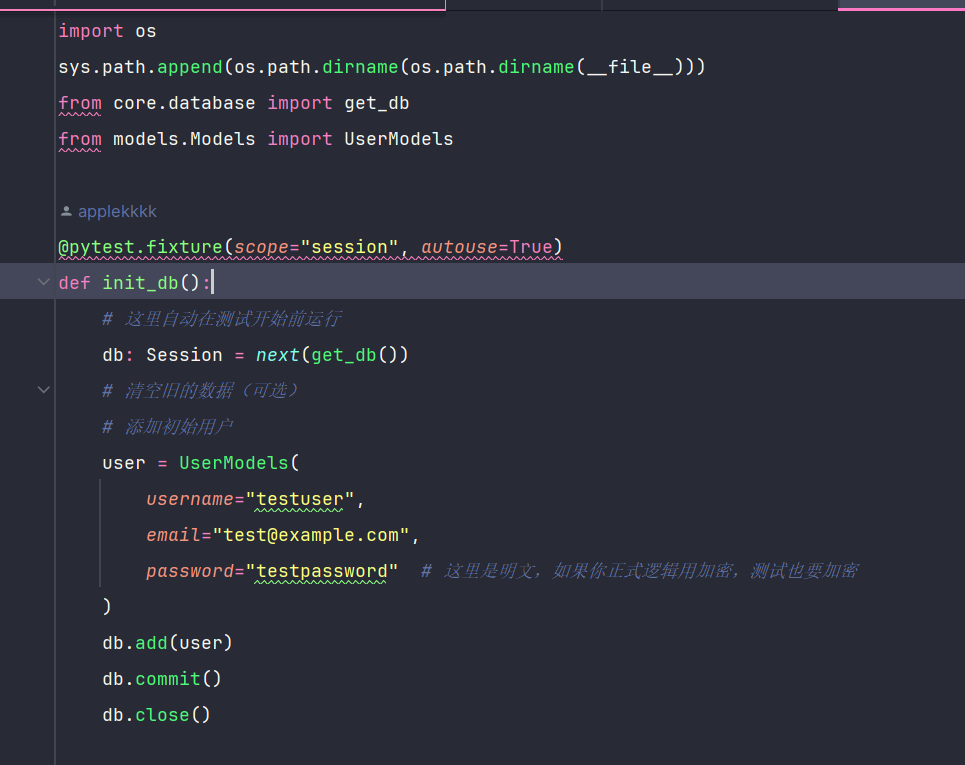 import os
sys.path.append(os.path.dirname(os.path.dirname(__file__)))
from core.database import get_db
from models.Models import UserModels
applekkkk
@pytest.fixture(scope="session", autouse=True)
def init_db():
    # 这里自动在测试开始前运行
    db: Session = next(get_db())
    # 清空旧的数据（可选）
    # 添加初始用户
    user = UserModels(
        username="testuser",
        email="test@example.com",
        password="testpassword"  # 这里是明文，如果你正式逻辑用加密，测试也要加密
    )
    db.add(user)
    db.commit()
    db.close()